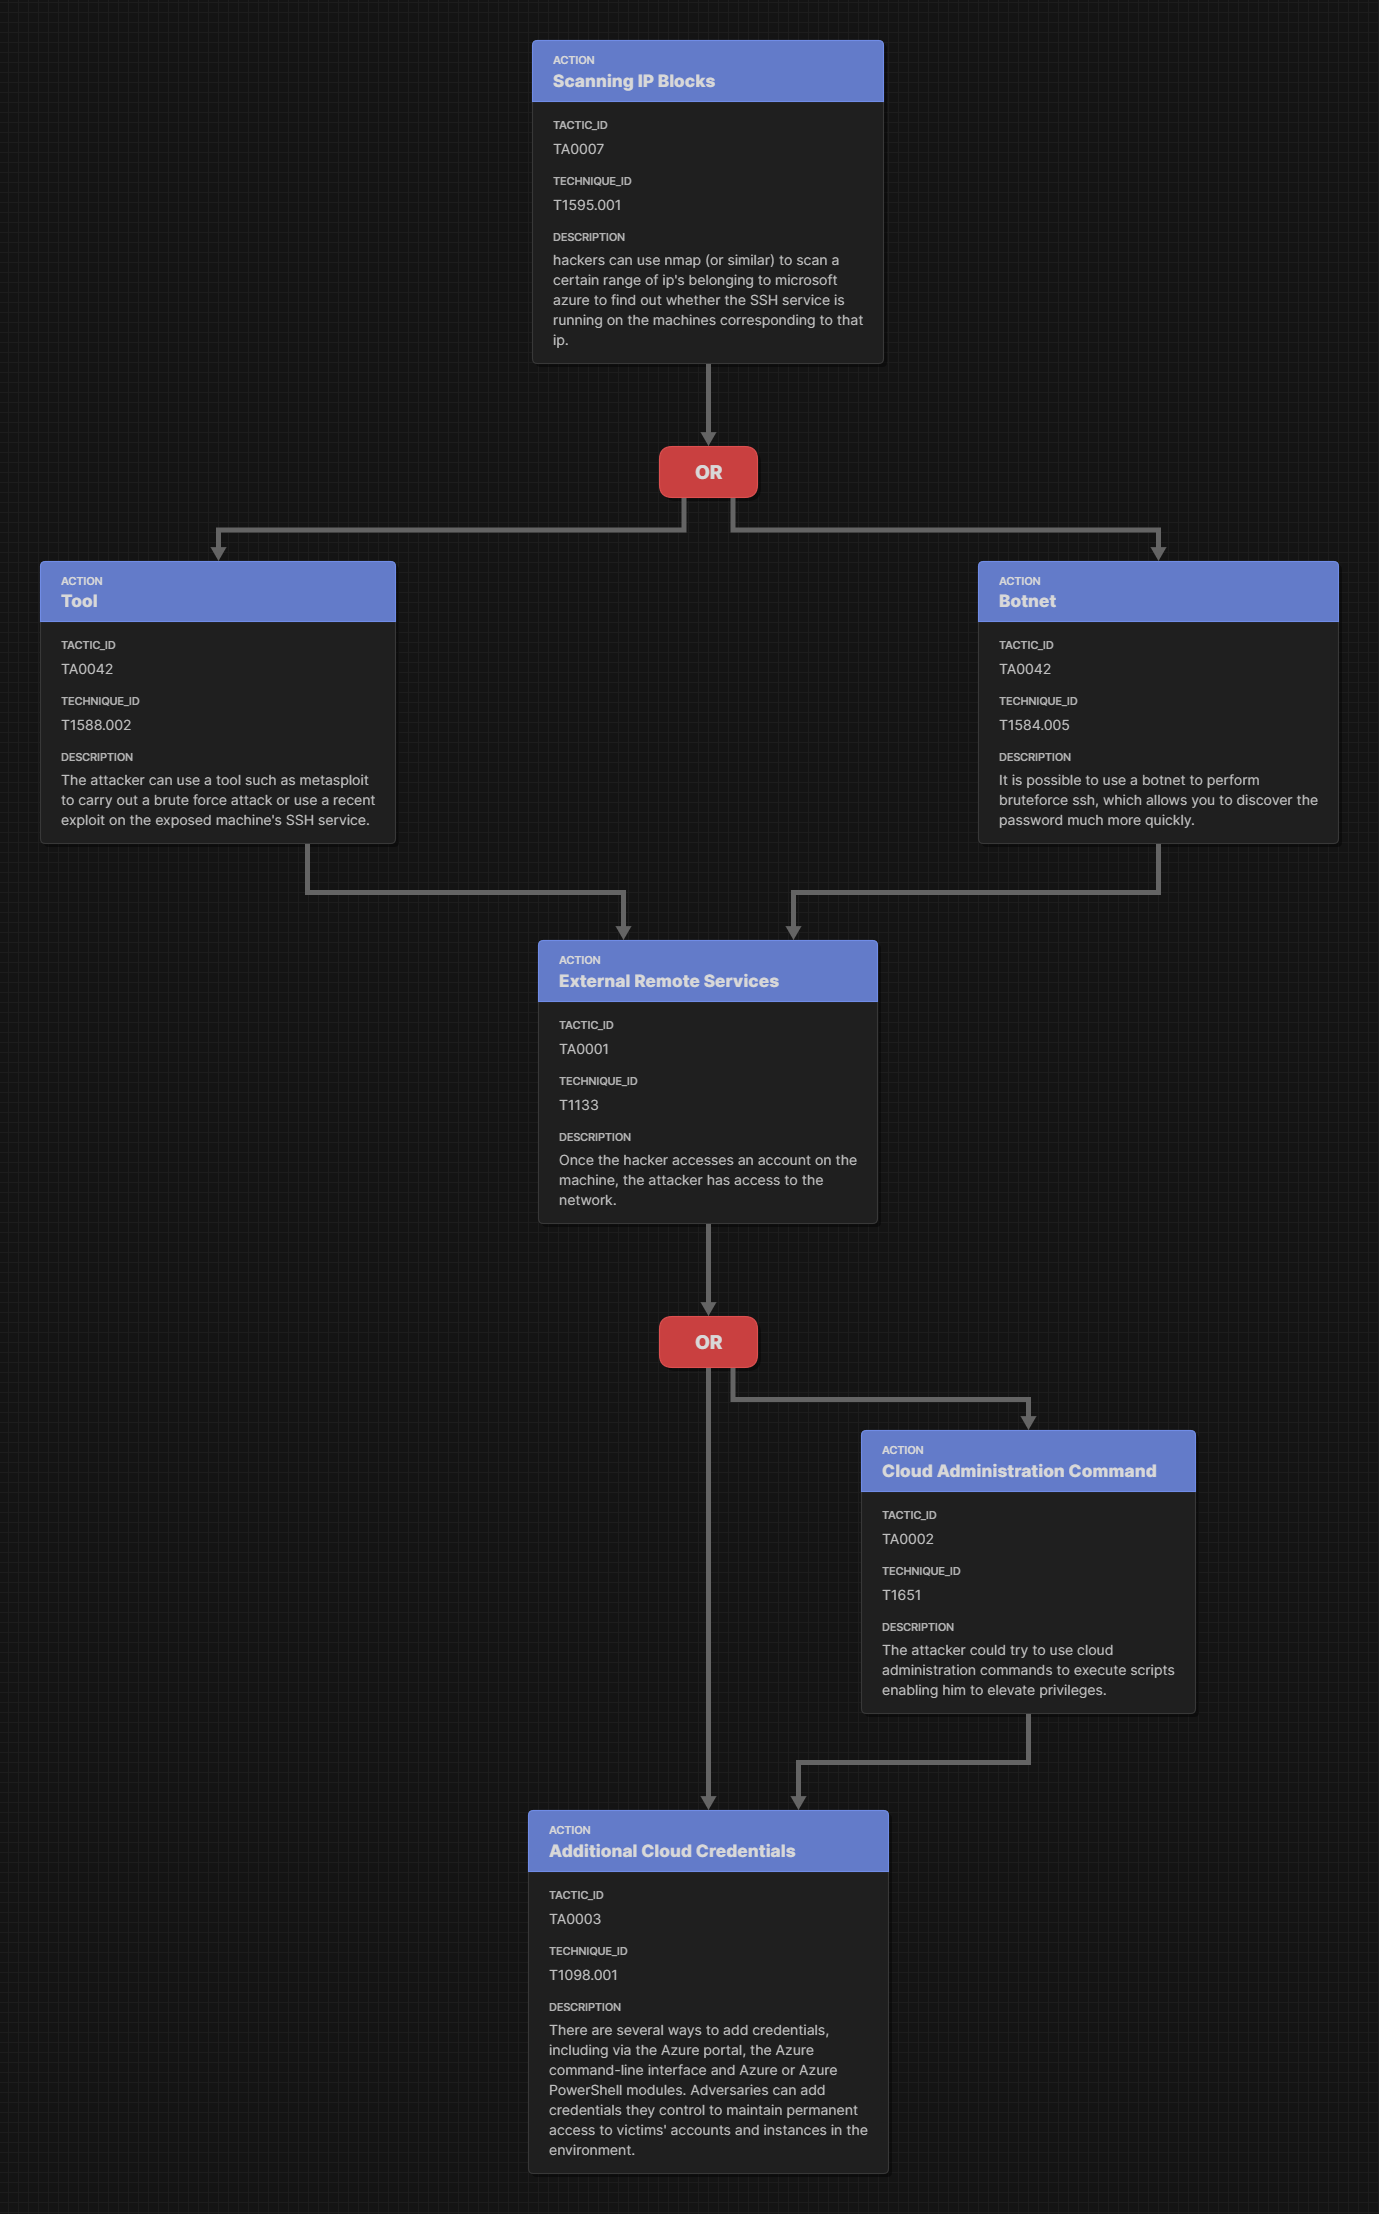 ACTION
Scanning IP Blocks
TACTIC_ID
TA0007
TECHNIQUE_ID
T1595.001
DESCRIPTION
hackers can use nmap (or similar) to scan a
certain range of ip's belonging to microsoft
azure to find out whether the SSH service is
running on the machines corresponding to that
ip.
OR
ACTION
Tool
TACTIC_ID
TA0042
TECHNIQUE_ID
T1588.002
DESCRIPTION
The attacker can use a tool such as metasploit
to carry out a brute force attack or use a recent
exploit on the exposed machine's SSH service.
ACTION
Botnet
TACTIC_ID
TA0042
TECHNIQUE_ID
T1584.005
DESCRIPTION
It is possible to use a botnet to perform
bruteforce ssh, which allows you to discover the
password much more quickly.
ACTION
External Remote Services
TACTIC_ID
TA0001
TECHNIQUE_ID
T1133
DESCRIPTION
Once the hacker accesses an account on the
machine, the attacker has access to the
network.
OR
ACTION
Cloud Administration Command
TACTIC_ID
TA0002
TECHNIQUE_ID
T1651
DESCRIPTION
The attacker could try to use cloud
administration commands to execute scripts
enabling him to elevate privileges.
ACTION
Additional Cloud Credentials
TACTIC_ID
TA0003
TECHNIQUE_ID
T1098.001
DESCRIPTION
There are several ways to add credentials,
including via the Azure portal, the Azure
command-line interface and Azure or Azure
PowerShell modules. Adversaries can add
credentials they control to maintain permanent
access to victims' accounts and instances in the
environment.